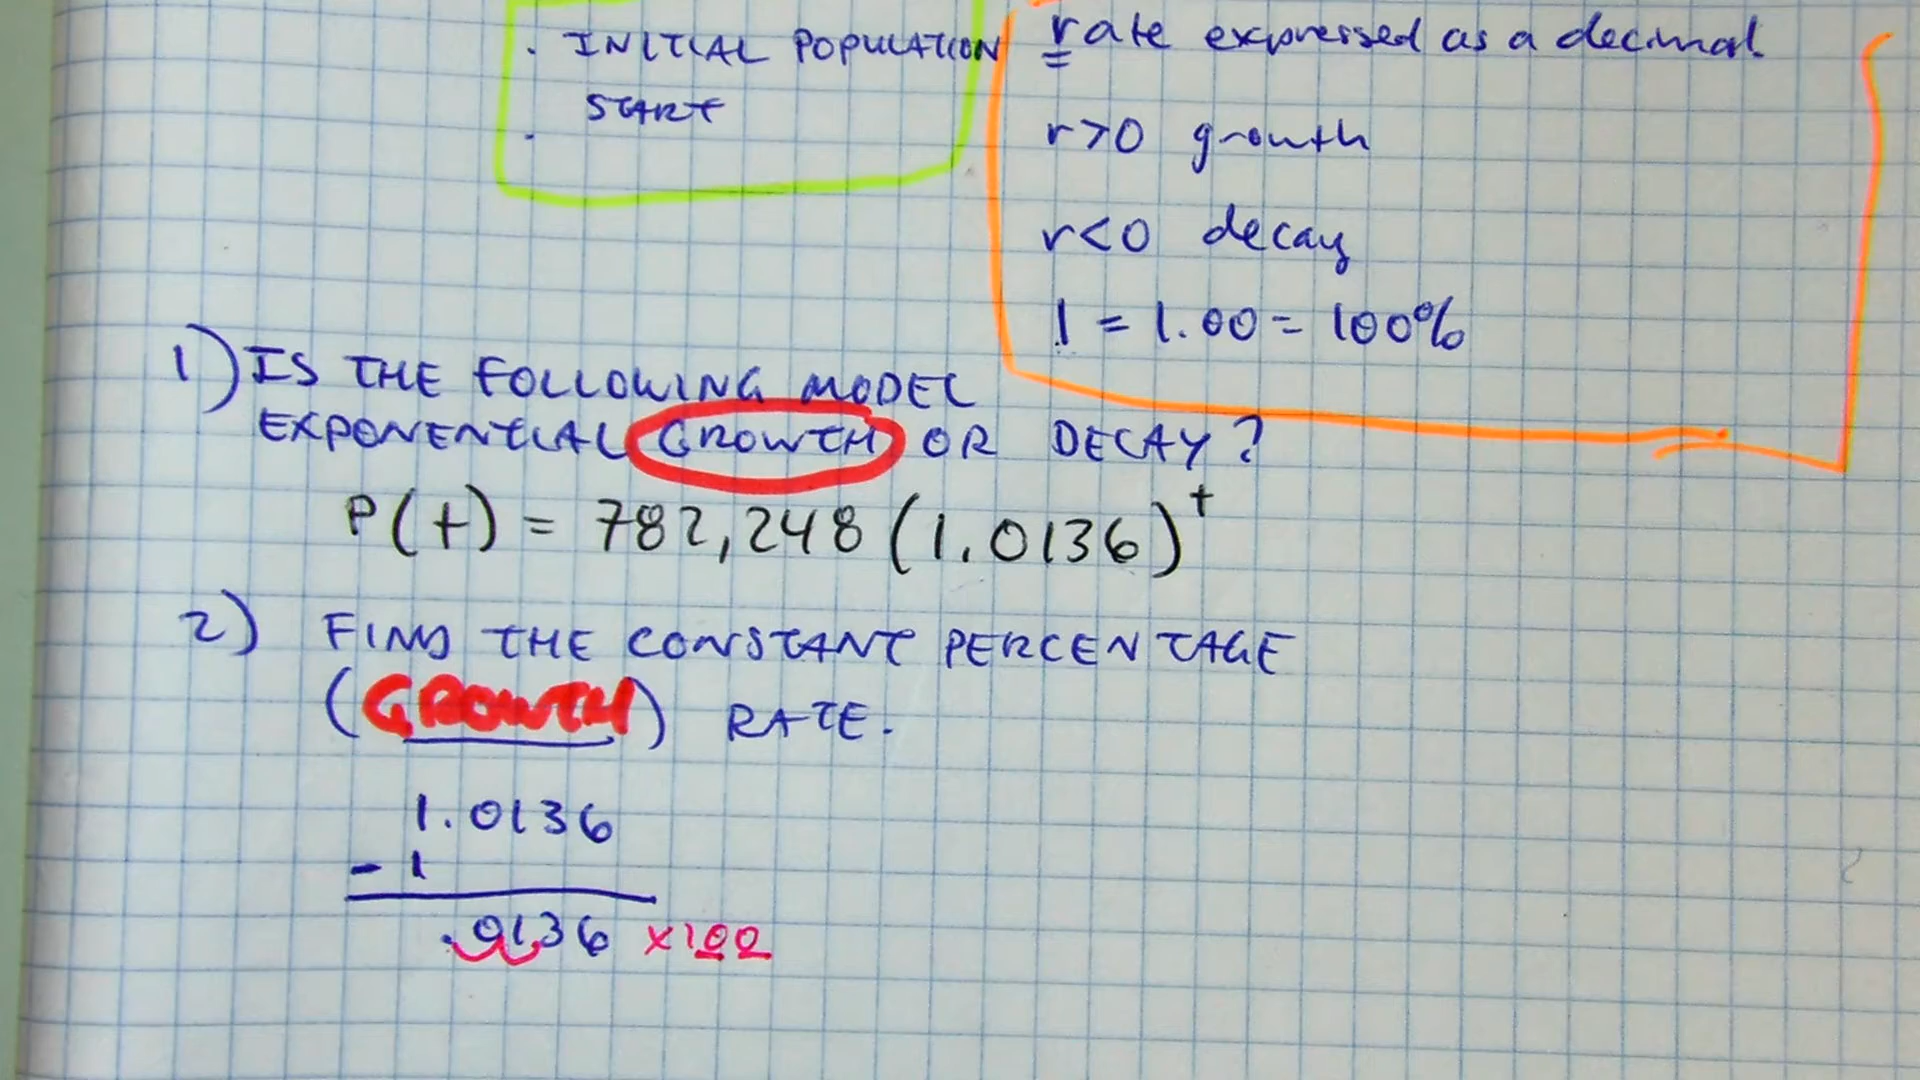 . INITIAL POPULATION
. START
rate expressed as a decimal
r>0 growth
r<0 decay
1 = 1.00 = 100%
1) IS THE FOLLOWING MODEL
EXPONENTIAL GROWTH OR DECAY?
P(t) = 782,248 (1.0136)^t
2) FIND THE CONSTANT PERCENTAGE
(GROWTH) RATE.
1.0136
- 1
.0136 x100